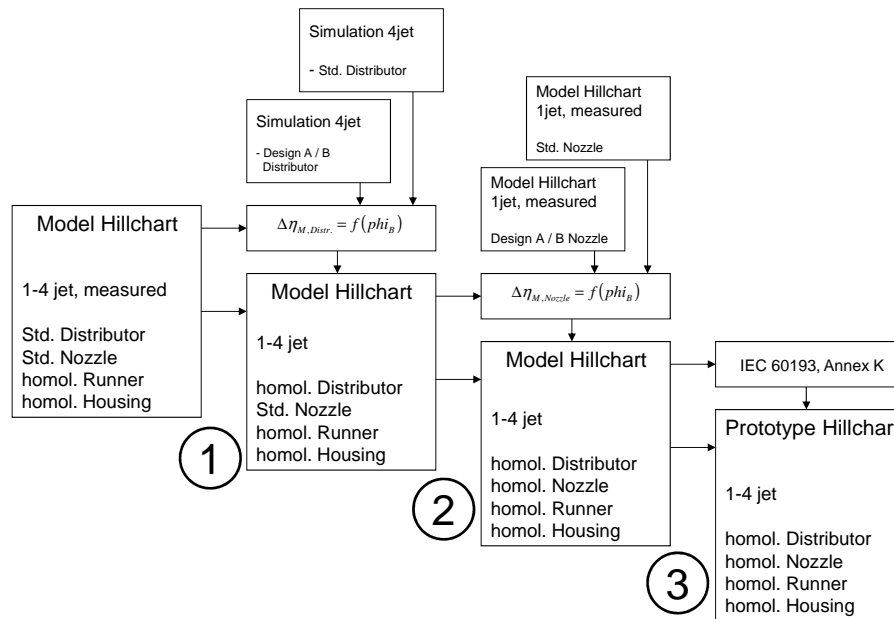 Simulation 4jet
- Std. Distributor
Simulation 4jet
- Design A / B
Distributor
Model Hillchart
1jet, measured
Std. Nozzle
Model Hillchart
1jet, measured
Design A / B Nozzle
Model Hillchart
1-4 jet, measured
Std. Distributor
Std. Nozzle
homol. Runner
homol. Housing
Δη_{M,Distr.} = f(phi_B)
1
Model Hillchart
1-4 jet
homol. Distributor
Std. Nozzle
homol. Runner
homol. Housing
Δη_{M,Nozzle} = f(phi_B)
2
Model Hillchart
1-4 jet
homol. Distributor
homol. Nozzle
homol. Runner
homol. Housing
IEC 60193, Annex K
3
Prototype Hillchart
1-4 jet
homol. Distributor
homol. Nozzle
homol. Runner
homol. Housing